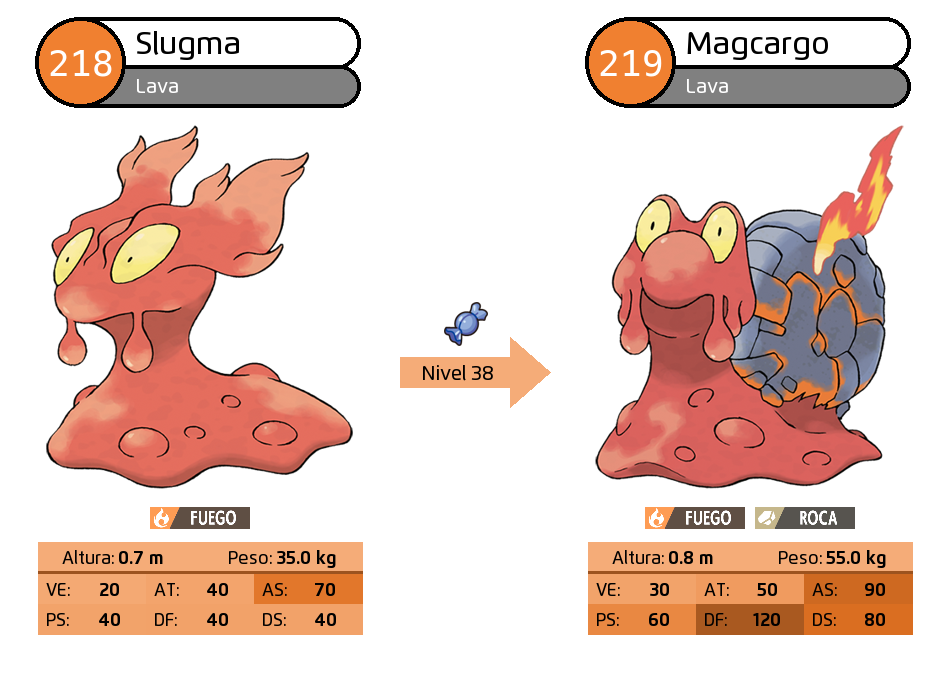 218
Slugma
Lava
219
Magcargo
Lava
Nivel 38
FUEGO
FUEGO
ROCA
Altura: 0.7 m Peso: 35.0 kg
VE: 20 AT: 40 AS: 70
PS: 40 DF: 40 DS: 40
Altura: 0.8 m Peso: 55.0 kg
VE: 30 AT: 50 AS: 90
PS: 60 DF: 120 DS: 80